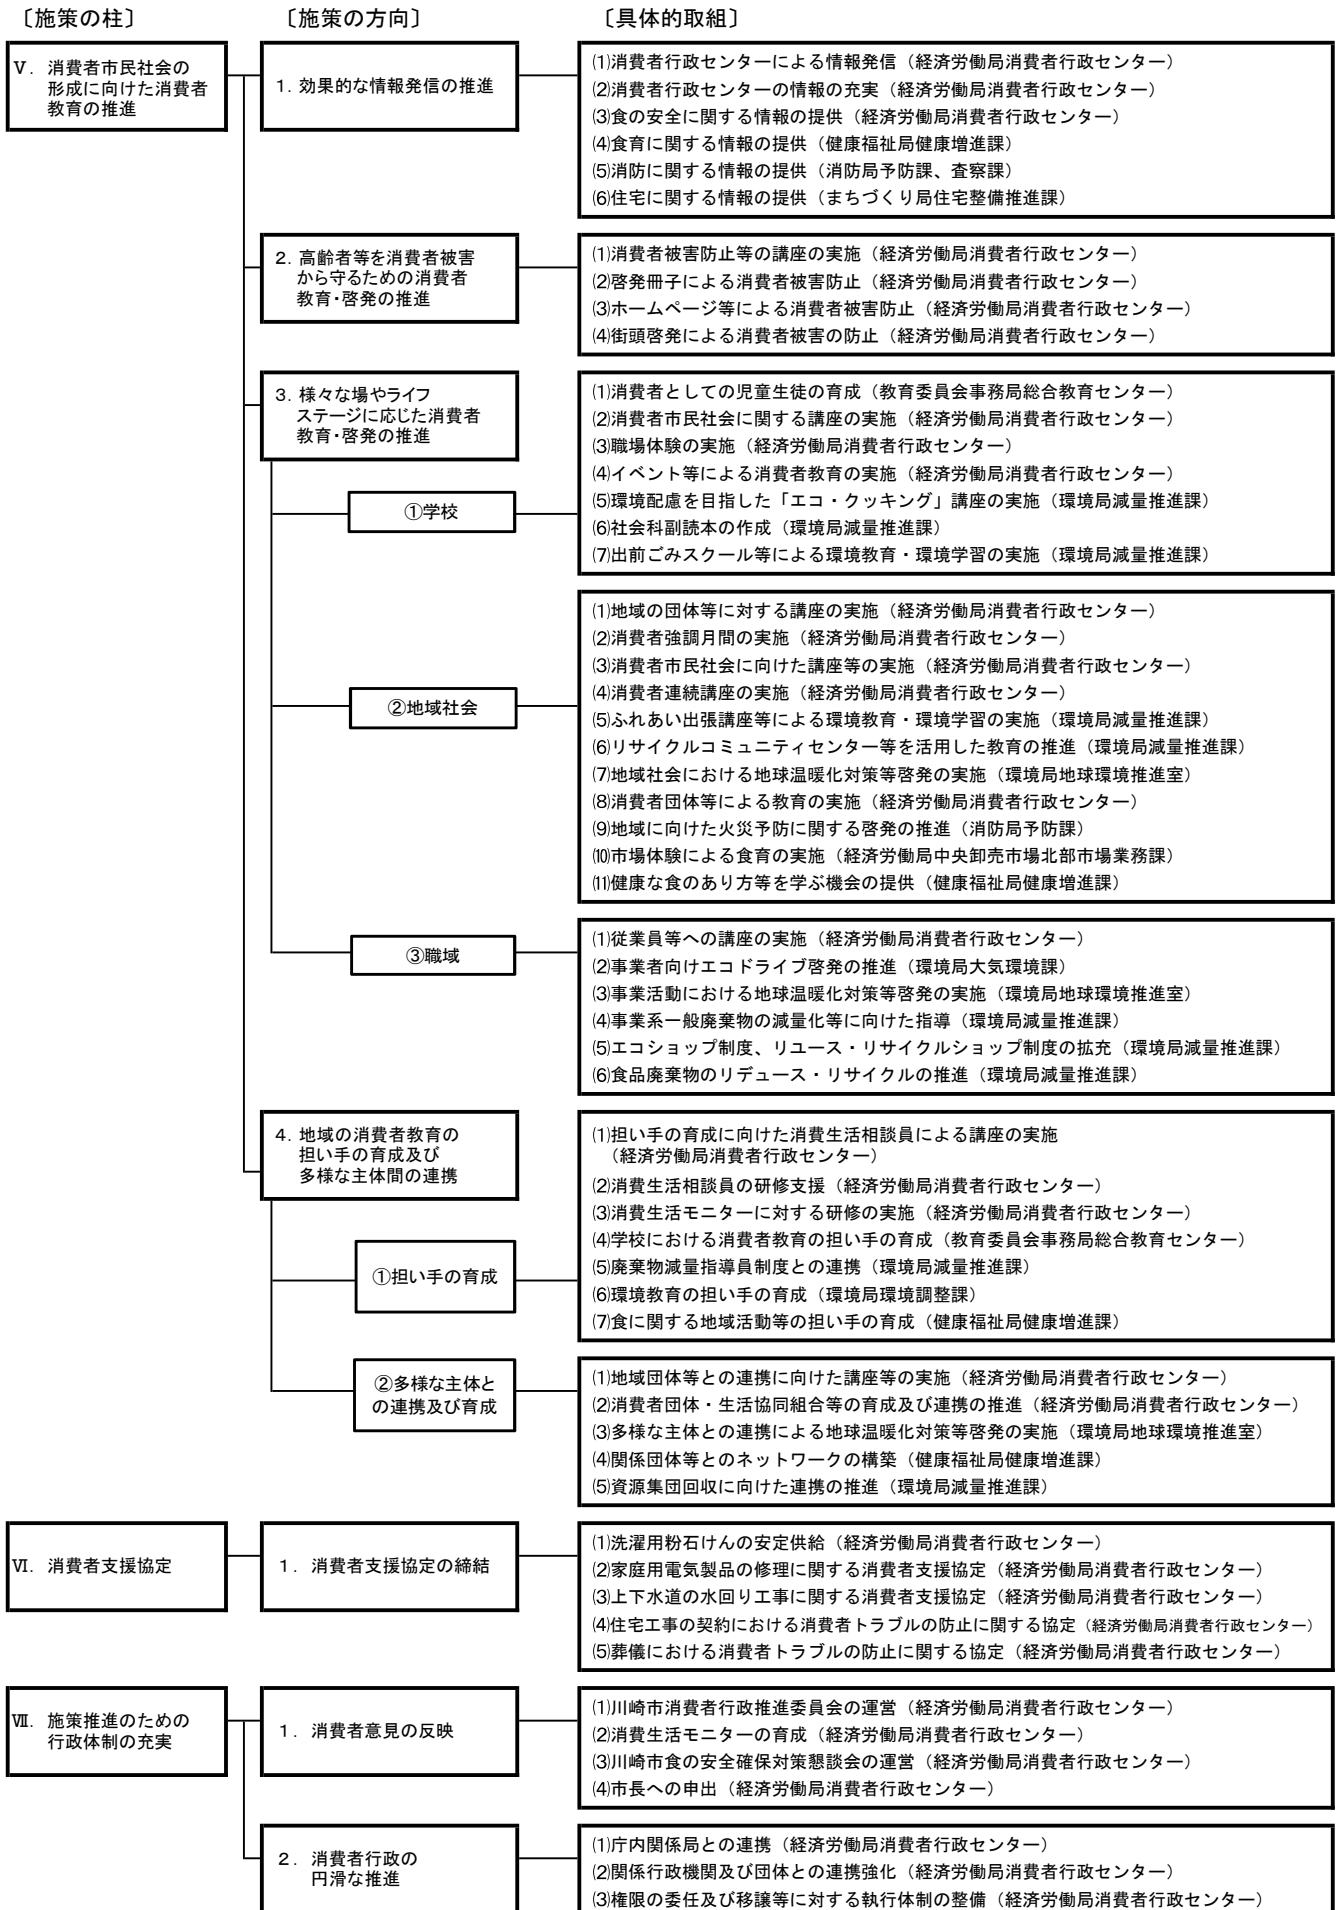 〔施策の柱〕 〔施策の方向〕 〔具体的取組〕
Ⅴ．消費者市民社会の
形成に向けた消費者
教育の推進
1．効果的な情報発信の推進
⑴消費者行政センターによる情報発信（経済労働局消費者行政センター）
⑵消費者行政センターの情報の充実（経済労働局消費者行政センター）
⑶食の安全に関する情報の提供（経済労働局消費者行政センター）
⑷食育に関する情報の提供（健康福祉局健康増進課）
⑸消防に関する情報の提供（消防局予防課、査察課）
⑹住宅に関する情報の提供（まちづくり局住宅整備推進課）
2．高齢者等を消費者被害
から守るための消費者
教育・啓発の推進
⑴消費者被害防止等の講座の実施（経済労働局消費者行政センター）
⑵啓発冊子による消費者被害防止（経済労働局消費者行政センター）
⑶ホームページ等による消費者被害防止（経済労働局消費者行政センター）
⑷街頭啓発による消費者被害の防止（経済労働局消費者行政センター）
3．様々な場やライフ
ステージに応じた消費者
教育・啓発の推進
①学校
⑴消費者としての児童生徒の育成（教育委員会事務局総合教育センター）
⑵消費者市民社会に関する講座の実施（経済労働局消費者行政センター）
⑶職場体験の実施（経済労働局消費者行政センター）
⑷イベント等による消費者教育の実施（経済労働局消費者行政センター）
⑸環境配慮を目指した「エコ・クッキング」講座の実施（環境局減量推進課）
⑹社会科副読本の作成（環境局減量推進課）
⑺出前ごみスクール等による環境教育・環境学習の実施（環境局減量推進課）
②地域社会
⑴地域の団体等に対する講座の実施（経済労働局消費者行政センター）
⑵消費者強調月間の実施（経済労働局消費者行政センター）
⑶消費者市民社会に向けた講座等の実施（経済労働局消費者行政センター）
⑷消費者連続講座の実施（経済労働局消費者行政センター）
⑸ふれあい出張講座等による環境教育・環境学習の実施（環境局減量推進課）
⑹リサイクルコミュニティセンター等を活用した教育の推進（環境局減量推進課）
⑺地域社会における地球温暖化対策等啓発の実施（環境局地球環境推進室）
⑻消費者団体等による教育の実施（経済労働局消費者行政センター）
⑼地域に向けた火災予防に関する啓発の推進（消防局予防課）
⑽市場体験による食育の実施（経済労働局中央卸売市場北部市場業務課）
⑾健康な食のあり方等を学ぶ機会の提供（健康福祉局健康増進課）
③職域
⑴従業員等への講座の実施（経済労働局消費者行政センター）
⑵事業者向けエコドライブ啓発の推進（環境局大気環境課）
⑶事業活動における地球温暖化対策等啓発の実施（環境局地球環境推進室）
⑷事業系一般廃棄物の減量化等に向けた指導（環境局減量推進課）
⑸エコショップ制度、リユース・リサイクルショップ制度の拡充（環境局減量推進課）
⑹食品廃棄物のリデュース・リサイクルの推進（環境局減量推進課）
4．地域の消費者教育の
担い手の育成及び
多様な主体間の連携
①担い手の育成
⑴担い手の育成に向けた消費生活相談員による講座の実施
（経済労働局消費者行政センター）
⑵消費生活相談員の研修支援（経済労働局消費者行政センター）
⑶消費生活モニターに対する研修の実施（経済労働局消費者行政センター）
⑷学校における消費者教育の担い手の育成（教育委員会事務局総合教育センター）
⑸廃棄物減量指導員制度との連携（環境局減量推進課）
⑹環境教育の担い手の育成（環境局環境調整課）
⑺食に関する地域活動等の担い手の育成（健康福祉局健康増進課）
②多様な主体と
の連携及び育成
⑴地域団体等との連携に向けた講座等の実施（経済労働局消費者行政センター）
⑵消費者団体・生活協同組合等の育成及び連携の推進（経済労働局消費者行政センター）
⑶多様な主体との連携による地球温暖化対策等啓発の実施（環境局地球環境推進室）
⑷関係団体等とのネットワークの構築（健康福祉局健康増進課）
⑸資源集団回収に向けた連携の推進（環境局減量推進課）
Ⅵ．消費者支援協定
1．消費者支援協定の締結
⑴洗濯用粉石けんの安定供給（経済労働局消費者行政センター）
⑵家庭用電気製品の修理に関する消費者支援協定（経済労働局消費者行政センター）
⑶上下水道の水回り工事に関する消費者支援協定（経済労働局消費者行政センター）
⑷住宅工事の契約における消費者トラブルの防止に関する協定（経済労働局消費者行政センター）
⑸葬儀における消費者トラブルの防止に関する協定（経済労働局消費者行政センター）
Ⅶ．施策推進のための
行政体制の充実
1．消費者意見の反映
⑴川崎市消費者行政推進委員会の運営（経済労働局消費者行政センター）
⑵消費生活モニターの育成（経済労働局消費者行政センター）
⑶川崎市食の安全確保対策懇談会の運営（経済労働局消費者行政センター）
⑷市長への申出（経済労働局消費者行政センター）
2．消費者行政の
円滑な推進
⑴庁内関係局との連携（経済労働局消費者行政センター）
⑵関係行政機関及び団体との連携強化（経済労働局消費者行政センター）
⑶権限の委任及び移譲等に対する執行体制の整備（経済労働局消費者行政センター）